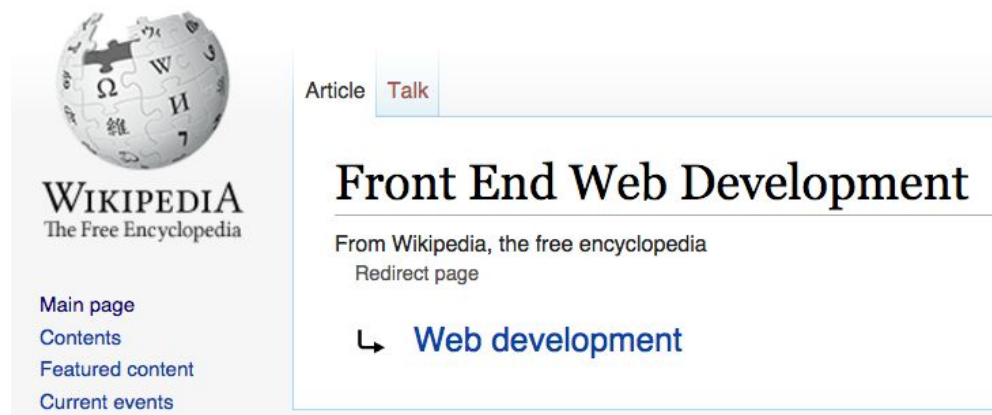 WIKIPEDIA
The Free Encyclopedia
Main page
Contents
Featured content
Current events
Article Talk
Front End Web Development
From Wikipedia, the free encyclopedia
Redirect page
Web development